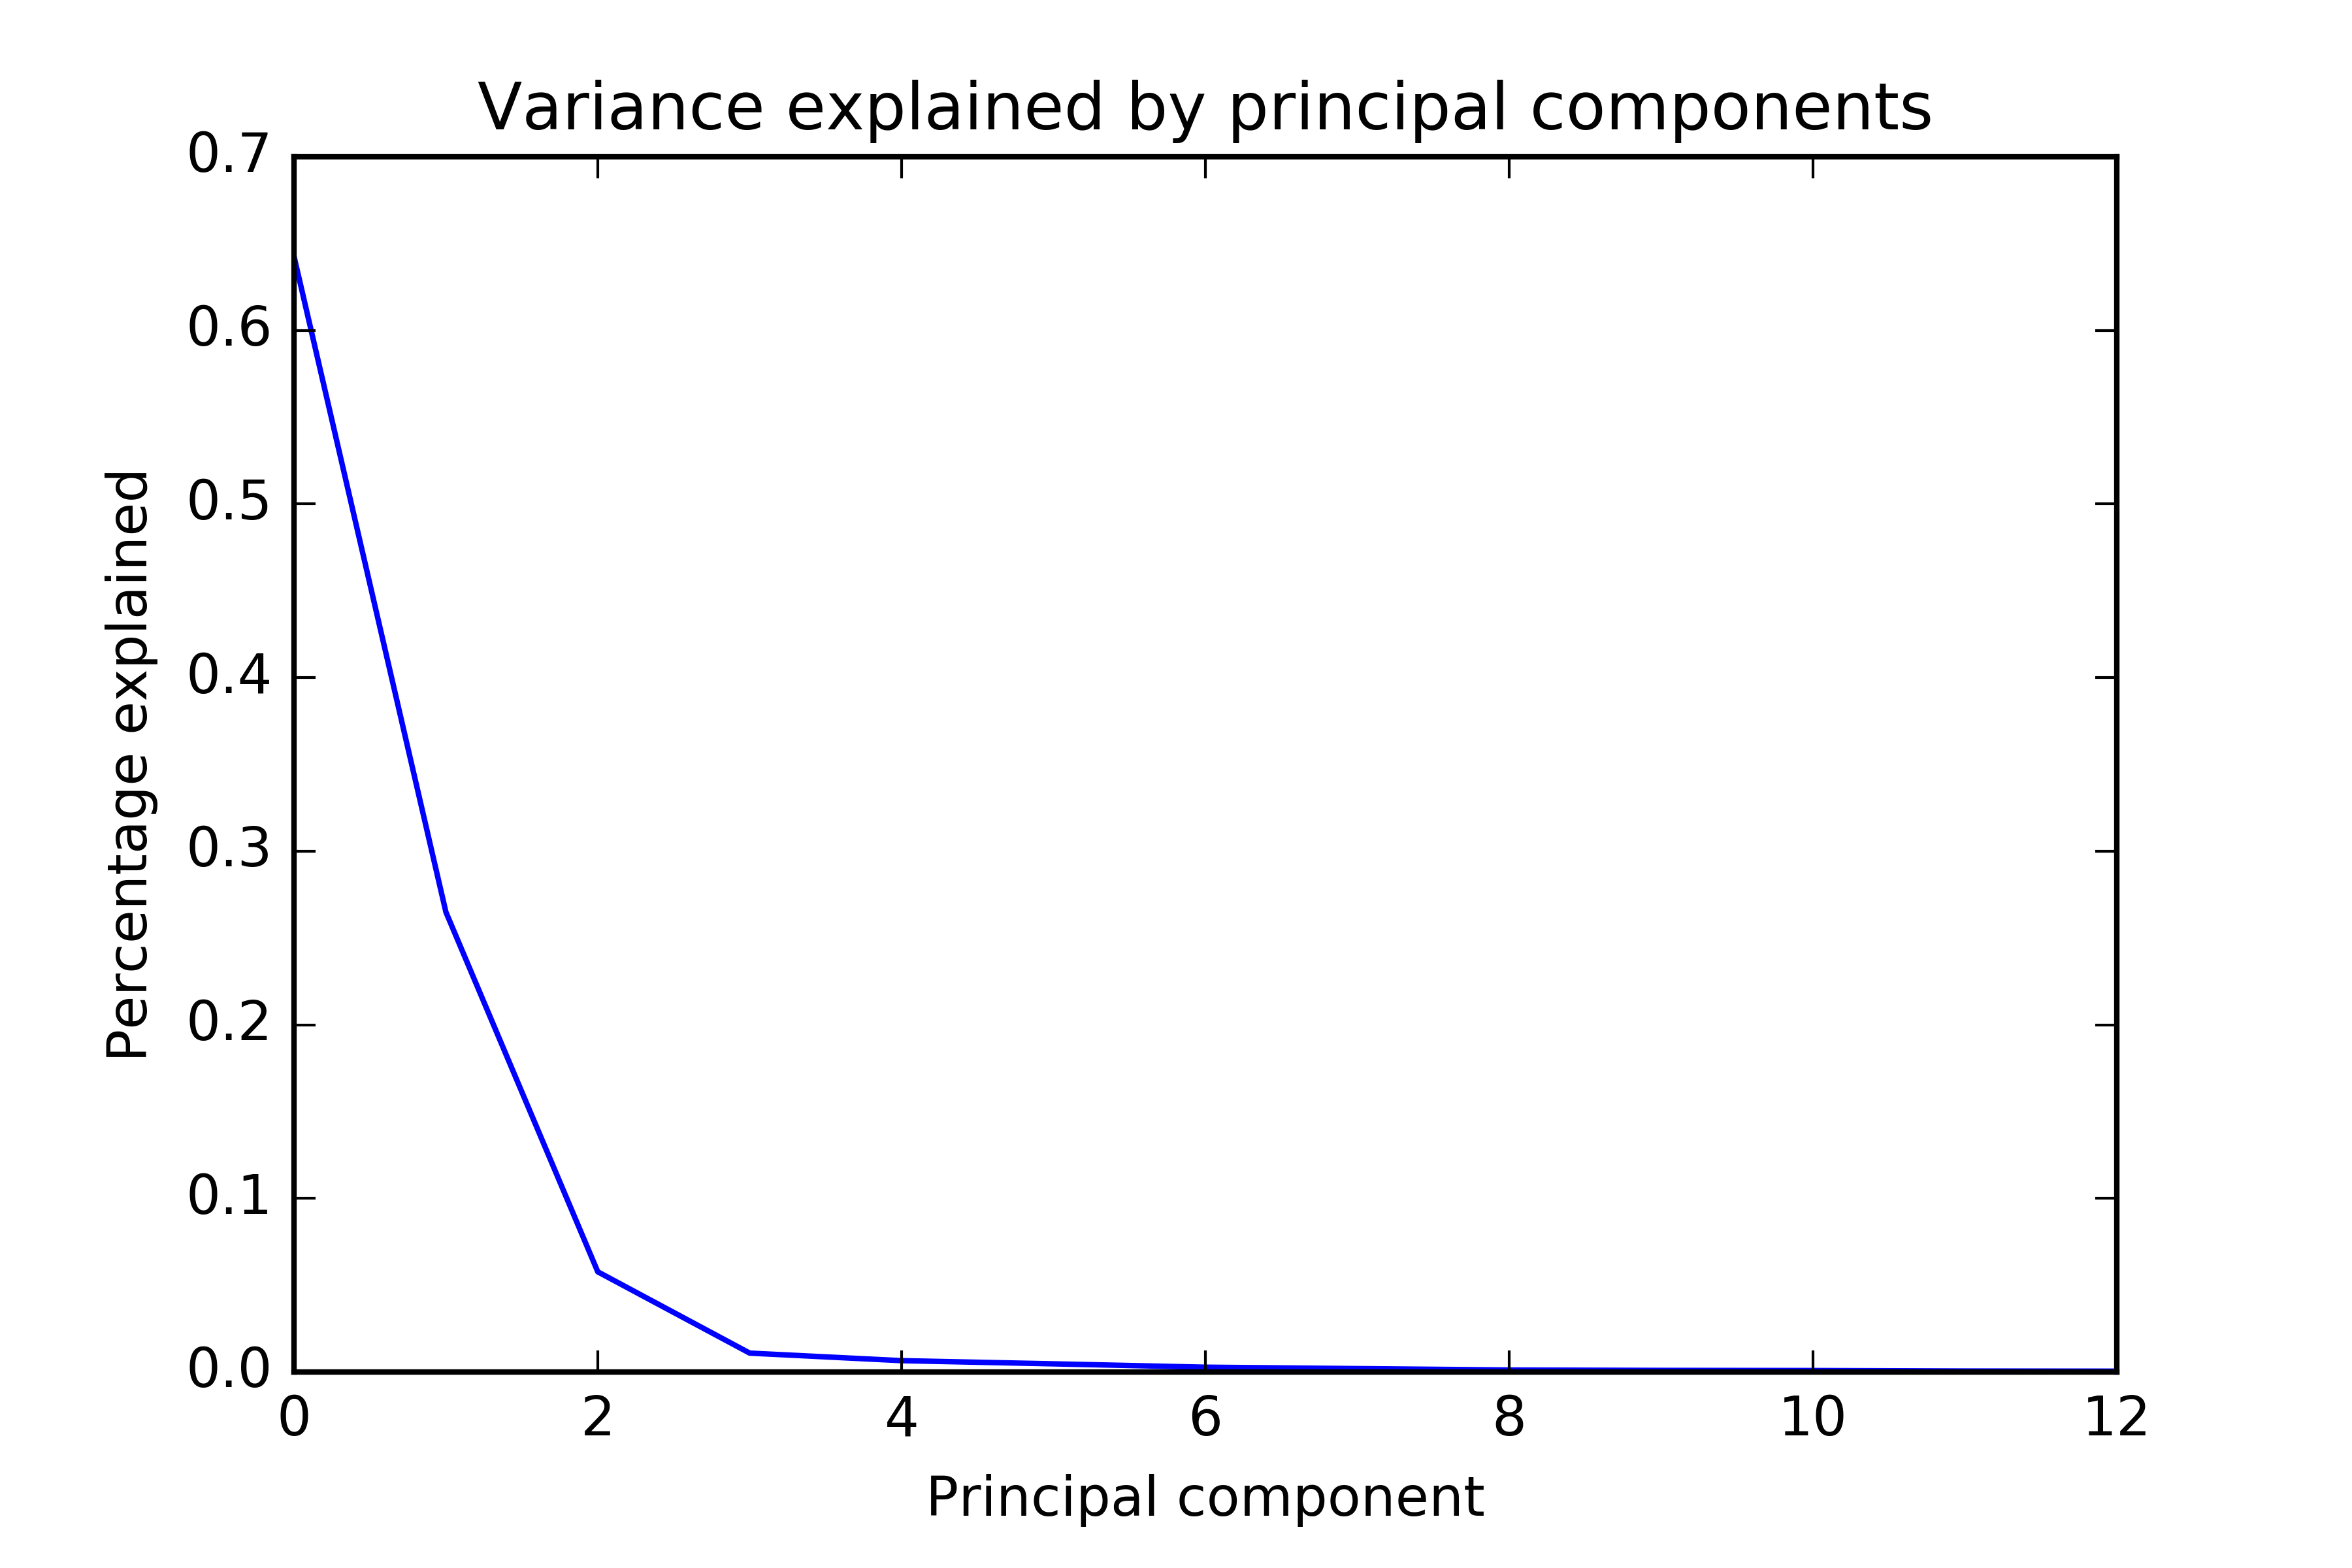 Variance explained by principal components
0.7
0.6
0.5
0.4
0.3
0.2
0.1
0.0
Percentage explained
0 2 4 6 8 10 12
Principal component